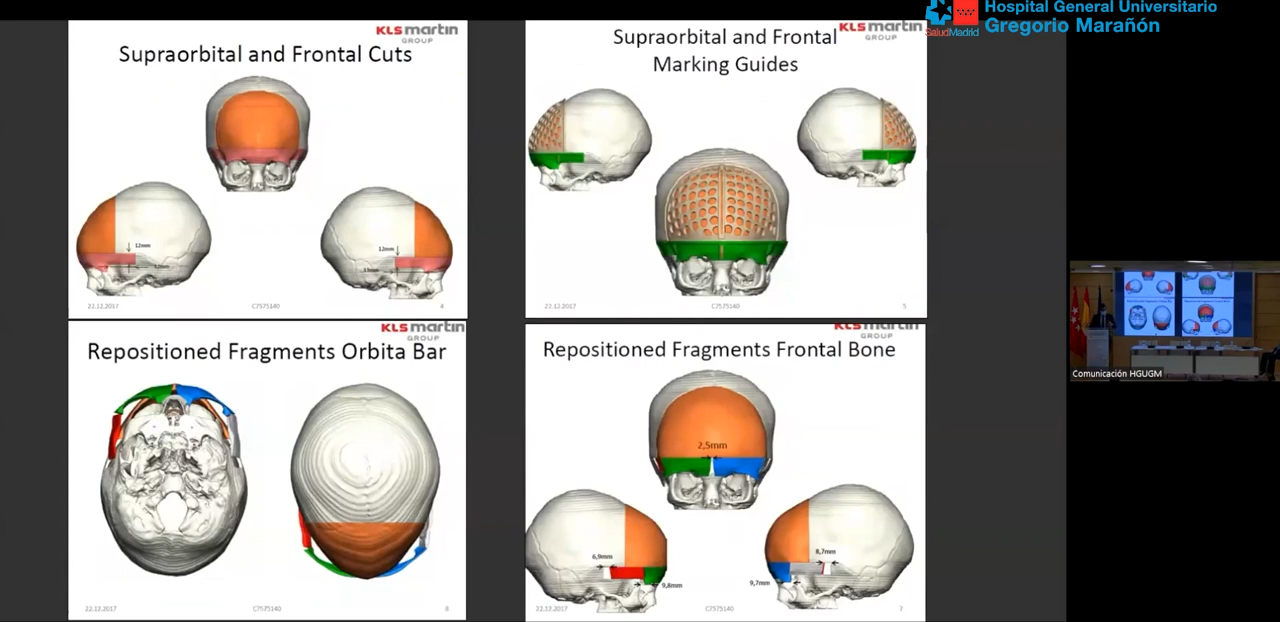 Hospital General Universitario
Gregorio Marañón
SaludMadrid
KLS martin
GROUP
Supraorbital and Frontal Cuts
12mm
12mm
22.12.2017
C7575140
4
KLS martin
GROUP
Supraorbital and Frontal
Marking Guides
22.12.2017
C7575140
5
KLS martin
GROUP
Repositioned Fragments Orbita Bar
22.12.2017
C7575140
KLS martin
GROUP
Repositioned Fragments Frontal Bone
2,5mm
6,9mm
9,8mm
8,7mm
9,7mm
22.12.2017
C7575140
7
Comunicación HGUGM